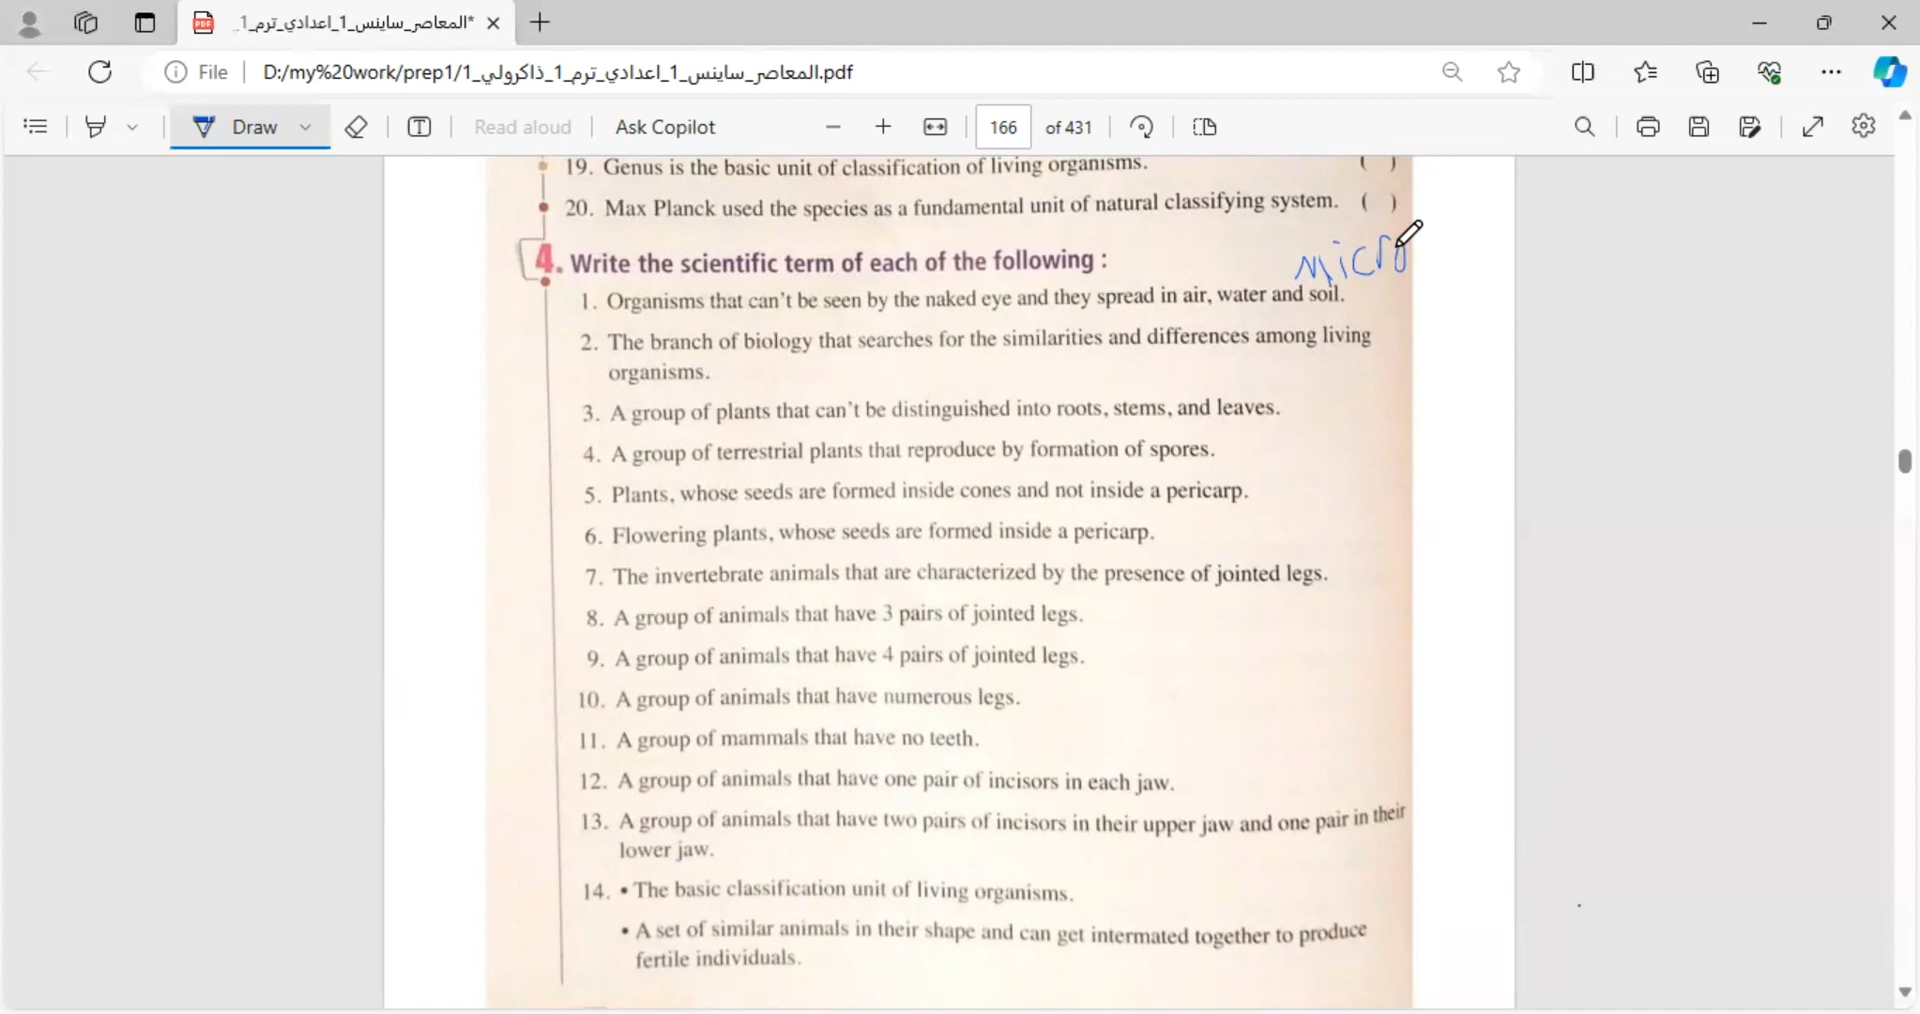 *المعاصر_ساينس_1_اعدادي_ترم_1_
File
D:/my%20work/prep1/المعاصر_ساينس_1_اعدادي_ترم_1_ذاكرولي_1.pdf
Draw
Read aloud
Ask Copilot
166
of 431
19. Genus is the basic unit of classification of living organisms. ( )
20. Max Planck used the species as a fundamental unit of natural classifying system. ( )
4. Write the scientific term of each of the following :
micro
1. Organisms that can't be seen by the naked eye and they spread in air, water and soil.
2. The branch of biology that searches for the similarities and differences among living
organisms.
3. A group of plants that can't be distinguished into roots, stems, and leaves.
4. A group of terrestrial plants that reproduce by formation of spores.
5. Plants, whose seeds are formed inside cones and not inside a pericarp.
6. Flowering plants, whose seeds are formed inside a pericarp.
7. The invertebrate animals that are characterized by the presence of jointed legs.
8. A group of animals that have 3 pairs of jointed legs.
9. A group of animals that have 4 pairs of jointed legs.
10. A group of animals that have numerous legs.
11. A group of mammals that have no teeth.
12. A group of animals that have one pair of incisors in each jaw.
13. A group of animals that have two pairs of incisors in their upper jaw and one pair in their
lower jaw.
14. • The basic classification unit of living organisms.
• A set of similar animals in their shape and can get intermated together to produce
fertile individuals.